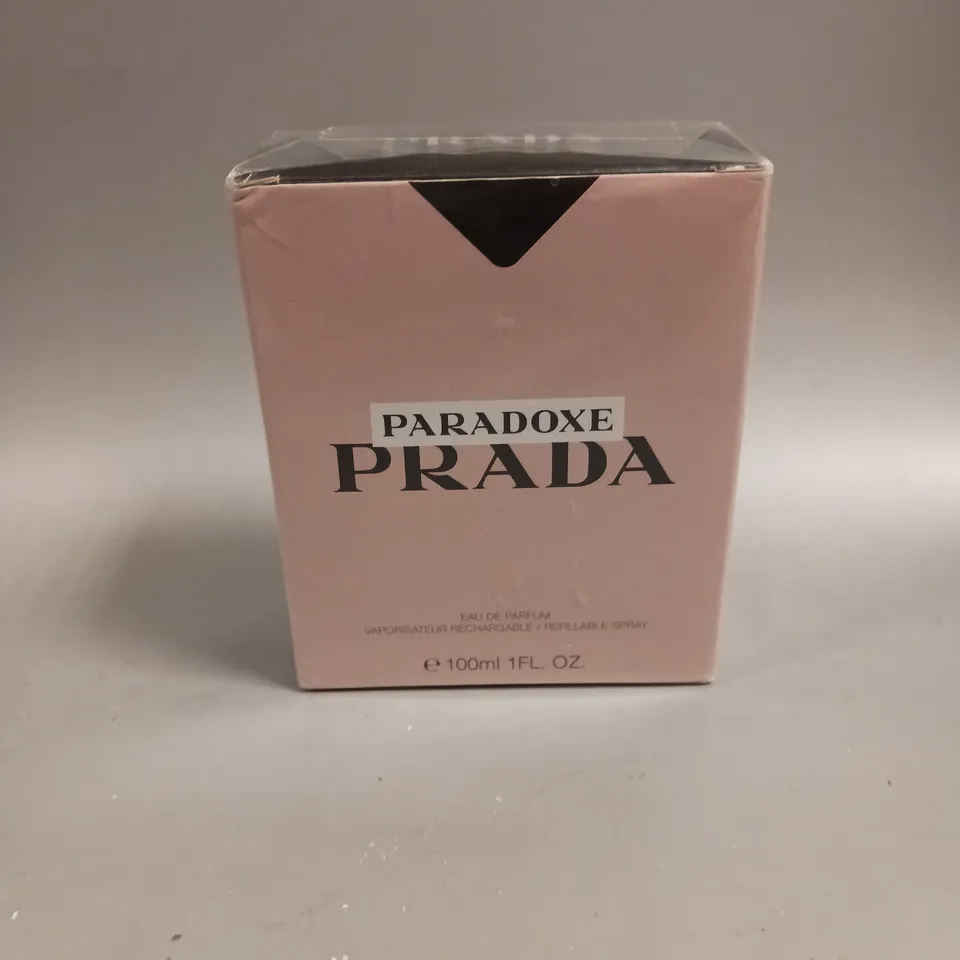 PARADOXE
PRADA
EAU DE PARFUM
VAPORISATEUR RECHARGABLE / REFILLABLE SPRAY
℮ 100ml 1FL. OZ.